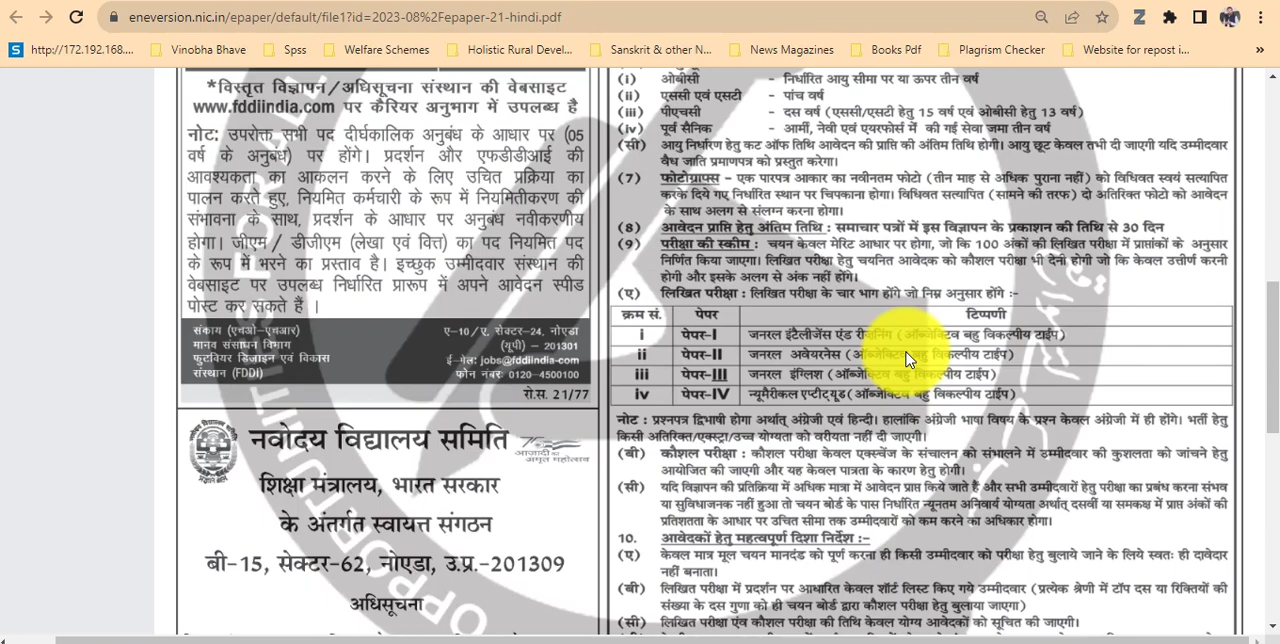 eneversion.nic.in/epaper/default/file1?id=2023-08%2Fepaper-21-hindi.pdf
S http://172.192.168.... Vinobha Bhave Spss Welfare Schemes Holistic Rural Devel... Sanskrit & other N... News Magazines Books Pdf Plagrism Checker Website for repost i... »
*विस्तृत विज्ञापन/अधिसूचना संस्थान की वेबसाइट
www.fddiindia.com पर कैरियर अनुभाग में उपलब्ध है
नोट: उपरोक्त सभी पद दीर्घकालिक अनुबंध के आधार पर (05
वर्ष के अनुबंध) पर होंगे। प्रदर्शन और एफडीडीआई की
आवश्यकता का आकलन करने के लिए उचित प्रक्रिया का
पालन करते हुए, नियमित कर्मचारी के रूप में नियमितीकरण की
संभावना के साथ, प्रदर्शन के आधार पर अनुबंध नवीकरणीय
होगा। जीएम / डीजीएम (लेखा एवं वित्त) का पद नियमित पद
के रूप में भरने का प्रस्ताव है। इच्छुक उम्मीदवार संस्थान की
वेबसाइट पर उपलब्ध निर्धारित प्रारूप में अपने आवेदन स्पीड
पोस्ट कर सकते हैं ।
संकाय (एचओ-एचआर)
मानव संसाधन विभाग
फुटवियर डिजाइन एवं विकास
संस्थान (FDDI)
ए-10/ए, सेक्टर-24, नोएडा
(यूपी) - 201301
ई-मेल: jobs@fddiindia.com
फोन नंबर: 0120-4500100
रो.स. 21/77
नवोदय विद्यालय समिति
आज़ादी का
अमृत महोत्सव
शिक्षा मंत्रालय, भारत सरकार
के अंतर्गत स्वायत्त संगठन
बी-15, सेक्टर-62, नोएडा, उ.प्र.-201309
अधिसूचना
(i) ओबीसी - निर्धारित आयु सीमा पर या ऊपर तीन वर्ष
(ii) एससी एवं एसटी - पांच वर्ष
(iii) पीएचसी - दस वर्ष (एससी/एसटी हेतु 15 वर्ष एवं ओबीसी हेतु 13 वर्ष)
(iv) पूर्व सैनिक - आर्मी, नेवी एवं एयरफोर्स में की गई सेवा जमा तीन वर्ष
(सी) आयु निर्धारण हेतु कट ऑफ तिथि आवेदन की प्राप्ति की अंतिम तिथि होगी। आयु छूट केवल तभी दी जाएगी यदि उम्मीदवार
वैध जाति प्रमाणपत्र को प्रस्तुत करेगा।
(7) फोटोग्राफ्स - एक पारपत्र आकार का नवीनतम फोटो (तीन माह से अधिक पुराना नहीं) को विधिवत स्वयं सत्यापित
करके दिये गए निर्धारित स्थान पर चिपकाना होगा। विधिवत सत्यापित (सामने की तरफ) दो अतिरिक्त फोटो को आवेदन
के साथ अलग से संलग्न करना होगा।
(8) आवेदन प्राप्ति हेतु अंतिम तिथि : समाचार पत्रों में इस विज्ञापन के प्रकाशन की तिथि से 30 दिन
(9) परीक्षा की स्कीम : चयन केवल मेरिट आधार पर होगा, जो कि 100 अंकों की लिखित परीक्षा में प्राप्तांकों के अनुसार
निर्णित किया जाएगा। लिखित परीक्षा हेतु चयनित आवेदक को कौशल परीक्षा भी देनी होगी जो कि केवल उत्तीर्ण करनी
होगी और इसके अलग से अंक नहीं होंगे।
(ए) लिखित परीक्षा : लिखित परीक्षा के चार भाग होंगे जो निम्न अनुसार होंगे :-
क्रम सं. पेपर टिप्पणी
i पेपर-I जनरल इंटैलीजेंस एंड रीजनिंग (ऑब्जेक्टिव बहु विकल्पीय टाईप)
ii पेपर-II जनरल अवेयरनेस (ऑब्जेक्टिव बहु विकल्पीय टाईप)
iii पेपर-III जनरल इंग्लिश (ऑब्जेक्टिव बहु विकल्पीय टाईप)
iv पेपर-IV न्यूमैरीकल एप्टीट्यूड(ऑब्जेक्टिव बहु विकल्पीय टाईप)
नोट : प्रश्नपत्र द्विभाषी होगा अर्थात् अंग्रेजी एवं हिन्दी। हालांकि अंग्रेजी भाषा विषय के प्रश्न केवल अंग्रेजी में ही होंगे। भर्ती हेतु
किसी अतिरिक्त/एक्स्ट्रा/उच्च योग्यता को वरीयता नहीं दी जाएगी।
(बी) कौशल परीक्षा : कौशल परीक्षा केवल एक्स्चेंज के संचालन को संभालने में उम्मीदवार की कुशलता को जांचने हेतु
आयोजित की जाएगी और यह केवल पात्रता के कारण हेतु होगी।
(सी) यदि विज्ञापन की प्रतिक्रिया में अधिक मात्रा में आवेदन प्राप्त किये जाते है और सभी उम्मीदवारों हेतु परीक्षा का प्रबंध करना संभव
या सुविधाजनक नहीं हुआ तो चयन बोर्ड के पास निर्धारित न्यूनतम अनिवार्य योग्यता अर्थात् दसवीं या समकक्ष में प्राप्त अंकों की
प्रतिशतता के आधार पर उचित सीमा तक उम्मीदवारों को कम करने का अधिकार होगा।
10. आवेदकों हेतु महत्वपूर्ण दिशा निर्देश :-
(ए) केवल मात्र मूल चयन मानदंड को पूर्ण करना ही किसी उम्मीदवार को परीक्षा हेतु बुलाये जाने के लिये स्वतः ही दावेदार
नहीं बनाता।
(बी) लिखित परीक्षा में प्रदर्शन पर आधारित केवल शॉर्ट लिस्ट किए गये उम्मीदवार (प्रत्येक श्रेणी में टॉप दस या रिक्तियों की
संख्या के दस गुणा को ही चयन बोर्ड द्वारा कौशल परीक्षा हेतु बुलाया जाएगा)
(सी) लिखित परीक्षा एंव कौशल परीक्षा की तिथि केवल योग्य आवेदकों को सूचित की जाएगी।